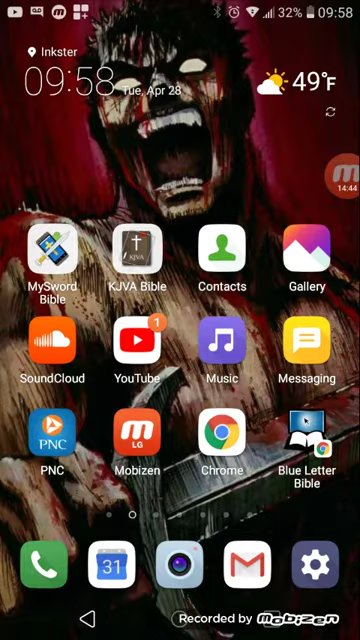 32% 09:58
Inkster
09:58 Tue, Apr 28
49°F
14:44
KJVA
MySword Bible
KJVA Bible
Contacts
Gallery
1
SoundCloud
YouTube
Music
Messaging
PNC
LG
PNC
Mobizen
Chrome
Blue Letter Bible
31
Recorded by mobizen